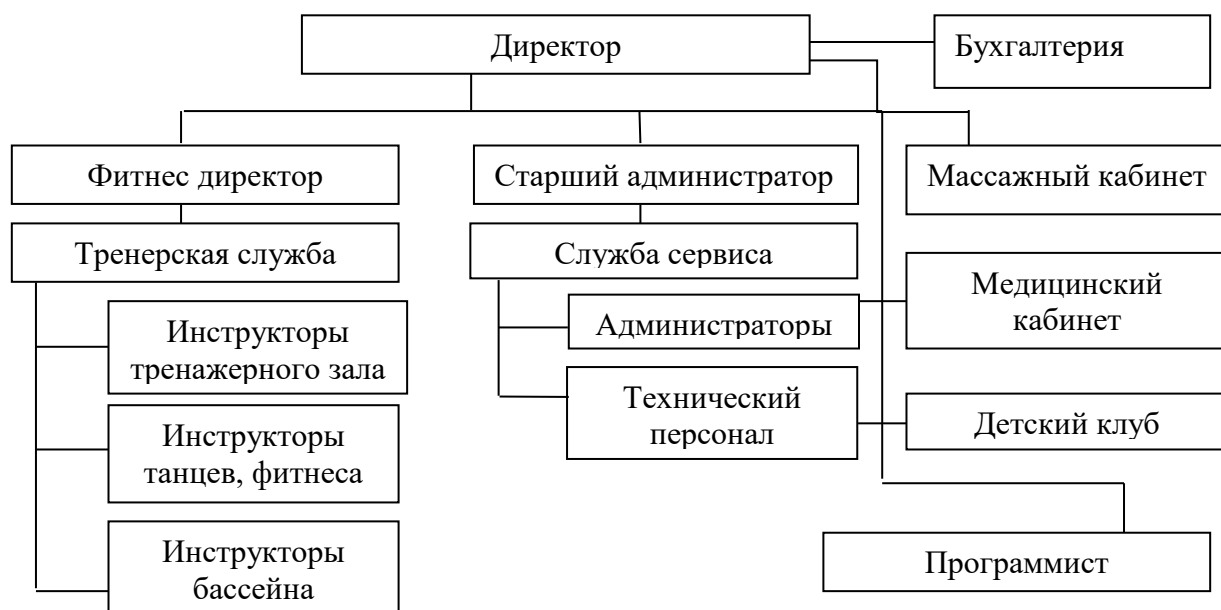 Директор
Бухгалтерия
Фитнес директор
Старший администратор
Массажный кабинет
Тренерская служба
Служба сервиса
Медицинский
кабинет
Администраторы
Инструкторы
тренажерного зала
Технический
персонал
Детский клуб
Инструкторы
танцев, фитнеса
Инструкторы
бассейна
Программист